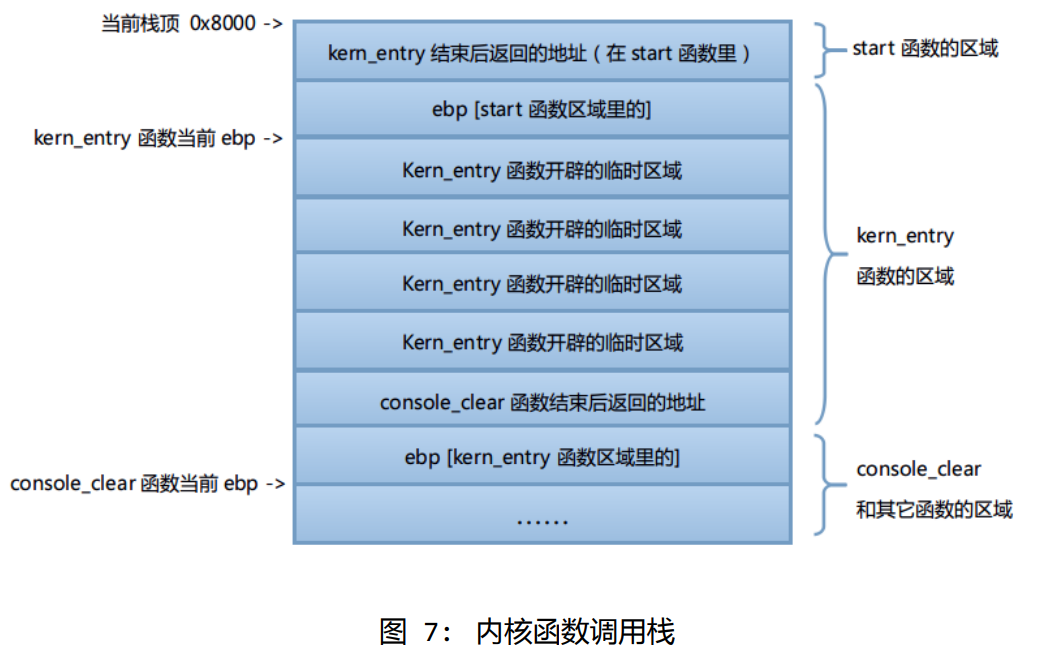 当前栈顶 0x8000 ->
kern_entry 结束后返回的地址（在 start 函数里）
start 函数的区域
ebp [start 函数区域里的]
kern_entry 函数当前 ebp ->
Kern_entry 函数开辟的临时区域
Kern_entry 函数开辟的临时区域
kern_entry
函数的区域
Kern_entry 函数开辟的临时区域
Kern_entry 函数开辟的临时区域
console_clear 函数结束后返回的地址
ebp [kern_entry 函数区域里的]
console_clear 函数当前 ebp ->
console_clear
和其它函数的区域
......
图 7： 内核函数调用栈